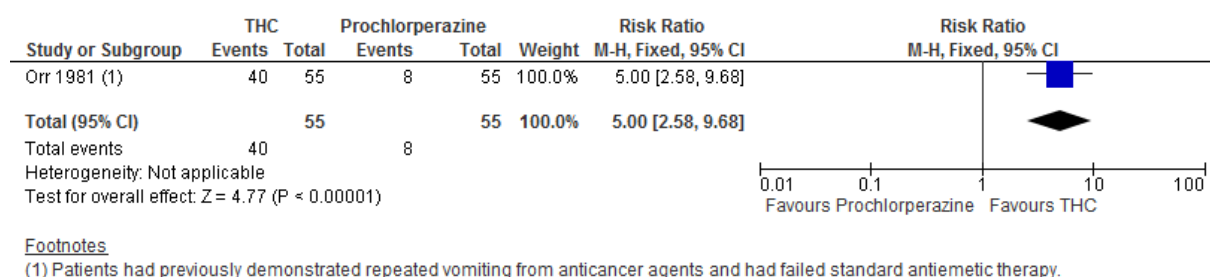 THC Prochlorperazine Risk Ratio Risk Ratio
Study or Subgroup Events Total Events Total Weight M-H, Fixed, 95% CI M-H, Fixed, 95% CI
Orr 1981 (1) 40 55 8 55 100.0% 5.00 [2.58, 9.68]
Total (95% CI) 55 55 100.0% 5.00 [2.58, 9.68]
Total events 40 8
Heterogeneity: Not applicable
Test for overall effect: Z = 4.77 (P < 0.00001)
0.01 0.1 1 10 100
Favours Prochlorperazine Favours THC
Footnotes
(1) Patients had previously demonstrated repeated vomiting from anticancer agents and had failed standard antiemetic therapy.